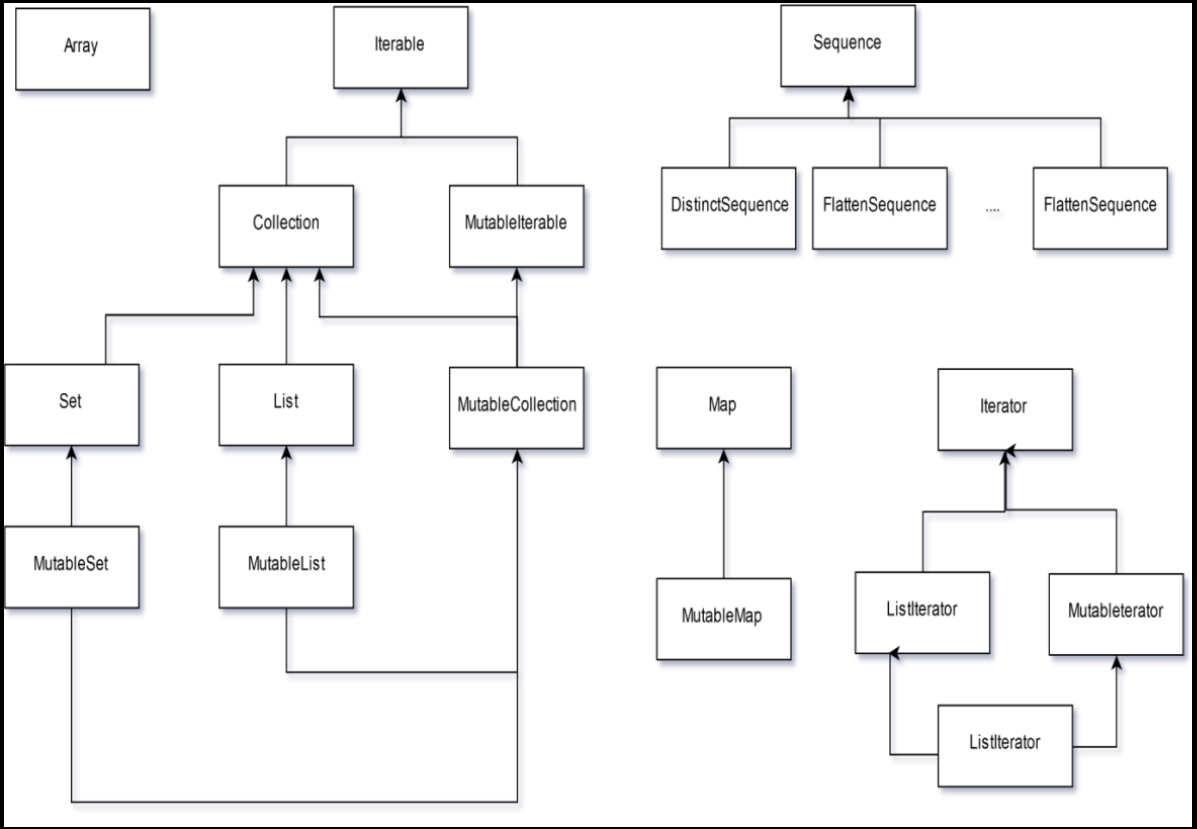 Array
Iterable
Sequence
Collection
MutableIterable
DistinctSequence
FlattenSequence
....
FlattenSequence
Set
List
MutableCollection
Map
Iterator
MutableSet
MutableList
MutableMap
ListIterator
Mutableterator
ListIterator